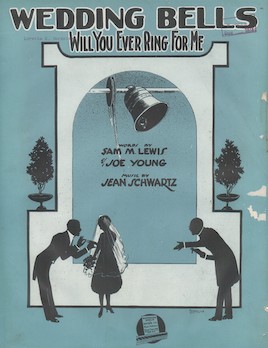 WEDDING BELLS
WILL YOU EVER RING FOR ME
WORDS BY
SAM M. LEWIS
& JOE YOUNG
MUSIC BY
JEAN SCHWARTZ